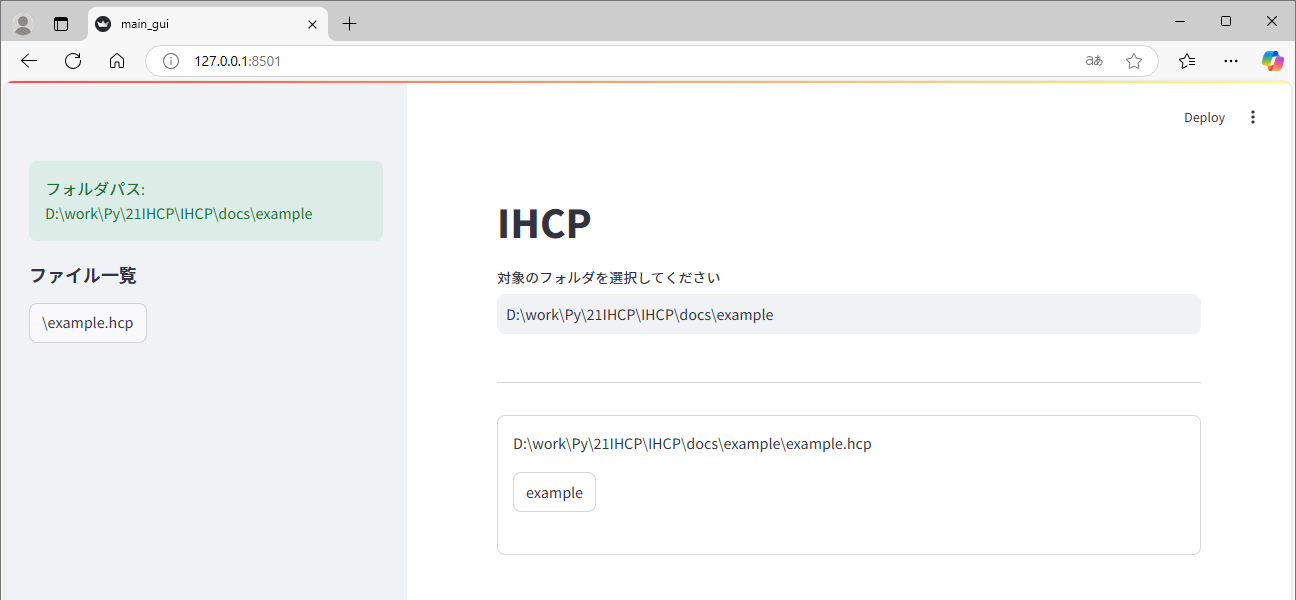 main_gui
127.0.0.1:8501
aあ
Deploy
フォルダパス:
D:\work\Py\21IHCP\IHCP\docs\example
ファイル一覧
\example.hcp
IHCP
対象のフォルダを選択してください
D:\work\Py\21IHCP\IHCP\docs\example
D:\work\Py\21IHCP\IHCP\docs\example\example.hcp
example